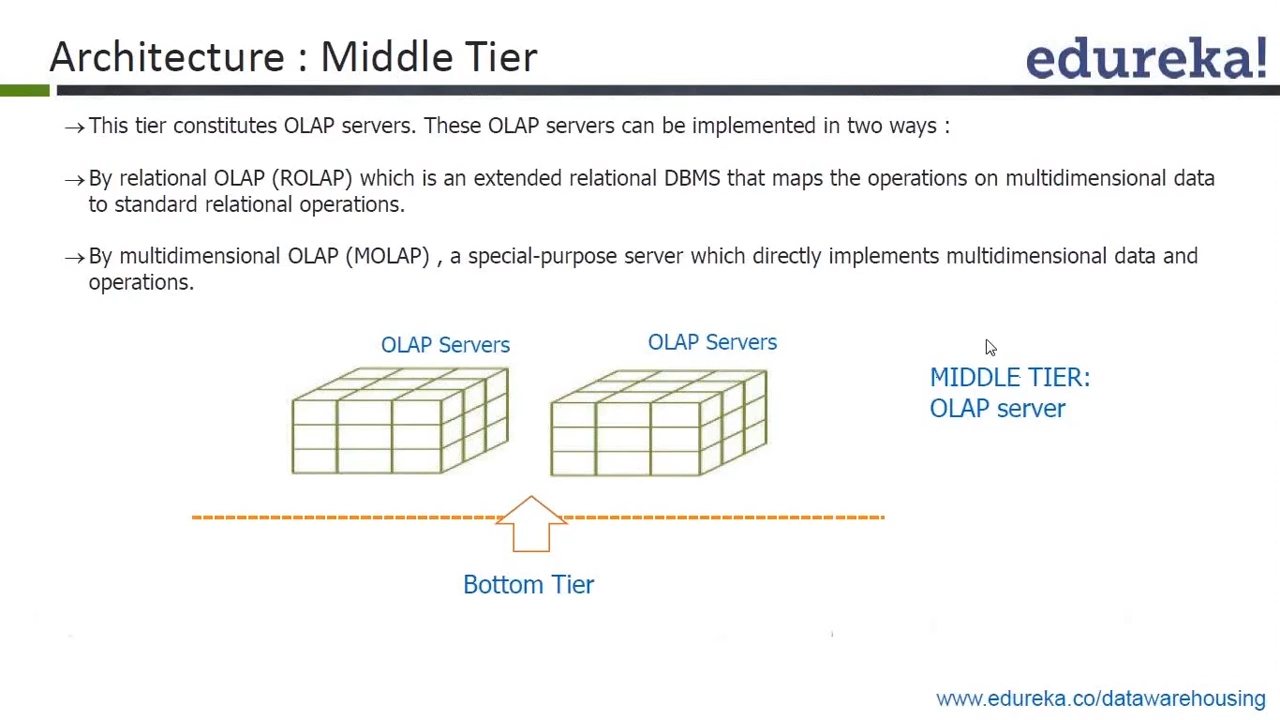 Architecture : Middle Tier
edureka!
→This tier constitutes OLAP servers. These OLAP servers can be implemented in two ways :
→By relational OLAP (ROLAP) which is an extended relational DBMS that maps the operations on multidimensional data
to standard relational operations.
→By multidimensional OLAP (MOLAP) , a special-purpose server which directly implements multidimensional data and
operations.
OLAP Servers
OLAP Servers
MIDDLE TIER:
OLAP server
Bottom Tier
www.edureka.co/datawarehousing